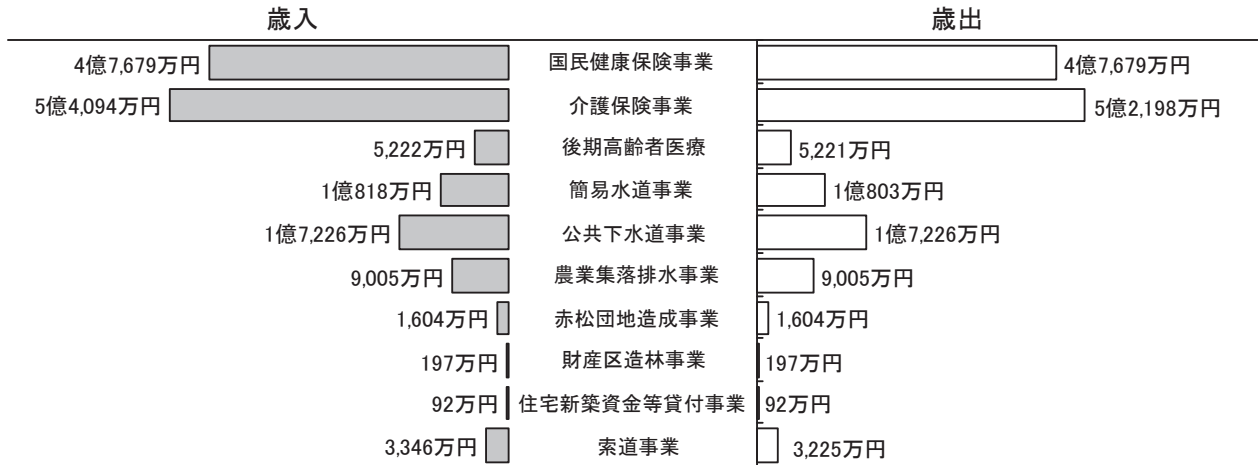 歳入 歳出
4億7,679万円 国民健康保険事業 4億7,679万円
5億4,094万円 介護保険事業 5億2,198万円
5,222万円 後期高齢者医療 5,221万円
1億818万円 簡易水道事業 1億803万円
1億7,226万円 公共下水道事業 1億7,226万円
9,005万円 農業集落排水事業 9,005万円
1,604万円 赤松団地造成事業 1,604万円
197万円 財産区造林事業 197万円
92万円 住宅新築資金等貸付事業 92万円
3,346万円 索道事業 3,225万円